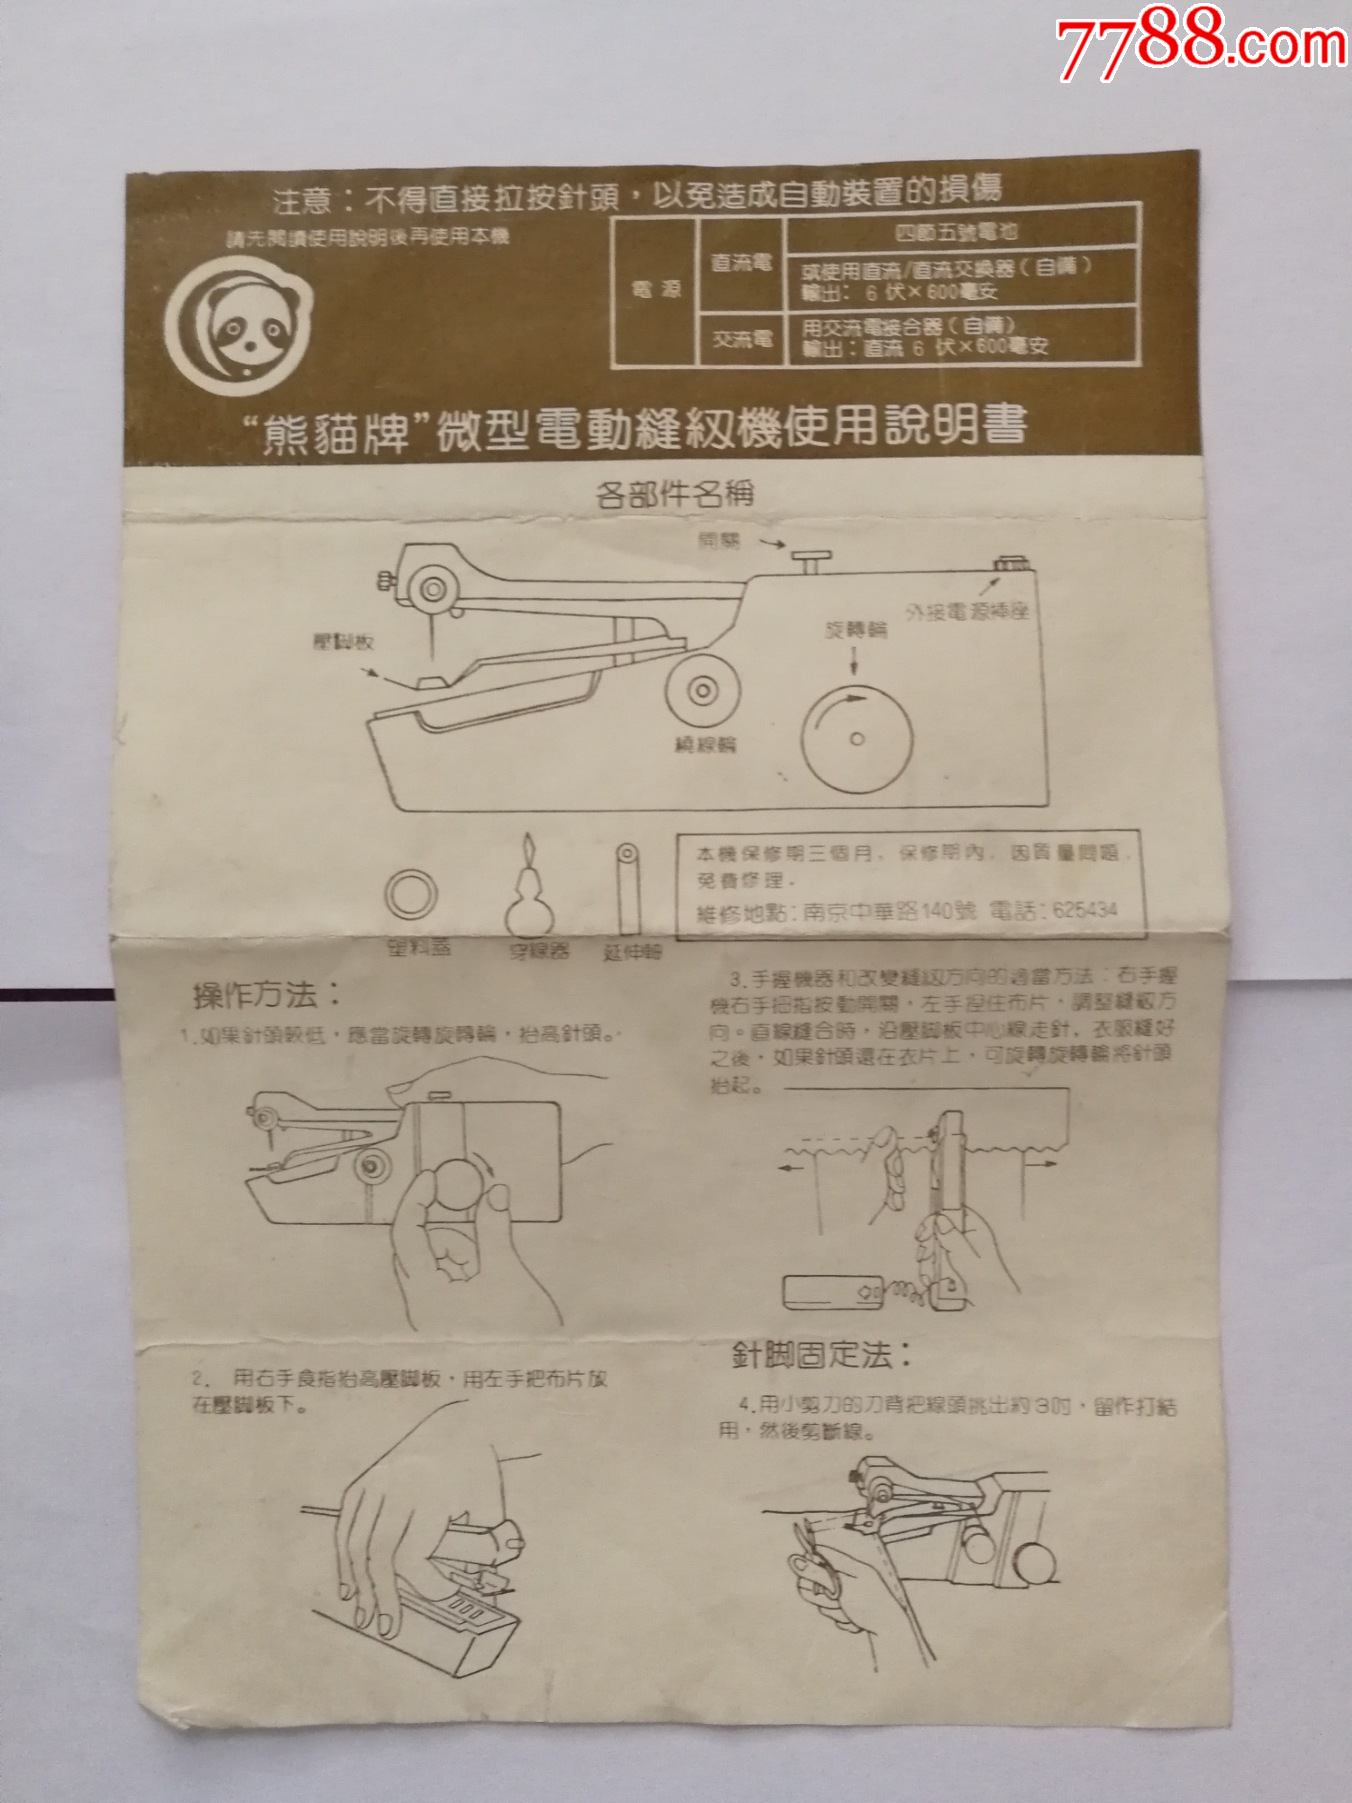 7788.com
注意：不得直接拉按針頭，以免造成自動裝置的損傷
請先閱讀使用說明後再使用本機
電源
直流電
四節五號電池
或使用直流/直流交換器（自備）
輸出： 6 伏×600毫安
交流電
用交流電接合器（自備）
輸出：直流 6 伏×600毫安
“熊貓牌”微型電動縫紉機使用說明書
各部件名稱
開關
外接電源插座
旋轉輪
壓脚板
繞線輪
塑料蓋
穿線器
延伸軸
本機保修期三個月，保修期內，因質量問題，
免費修理．
維修地點：南京中華路140號 電話：625434
操作方法：
1.如果針頭較低，應當旋轉旋轉輪，抬高針頭。
2． 用右手食指抬高壓脚板，用左手把布片放
在壓脚板下。
3.手握機器和改變縫紉方向的適當方法：右手握
機右手拇指按動開關，左手捏住布片，調整縫紉方
向。直線縫合時，沿壓脚板中心線走針，衣服縫好
之後，如果針頭還在衣片上，可旋轉旋轉輪將針頭
抬起。
針脚固定法：
4.用小剪刀的刀背把線頭挑出約3吋，留作打結
用，然後剪斷線。